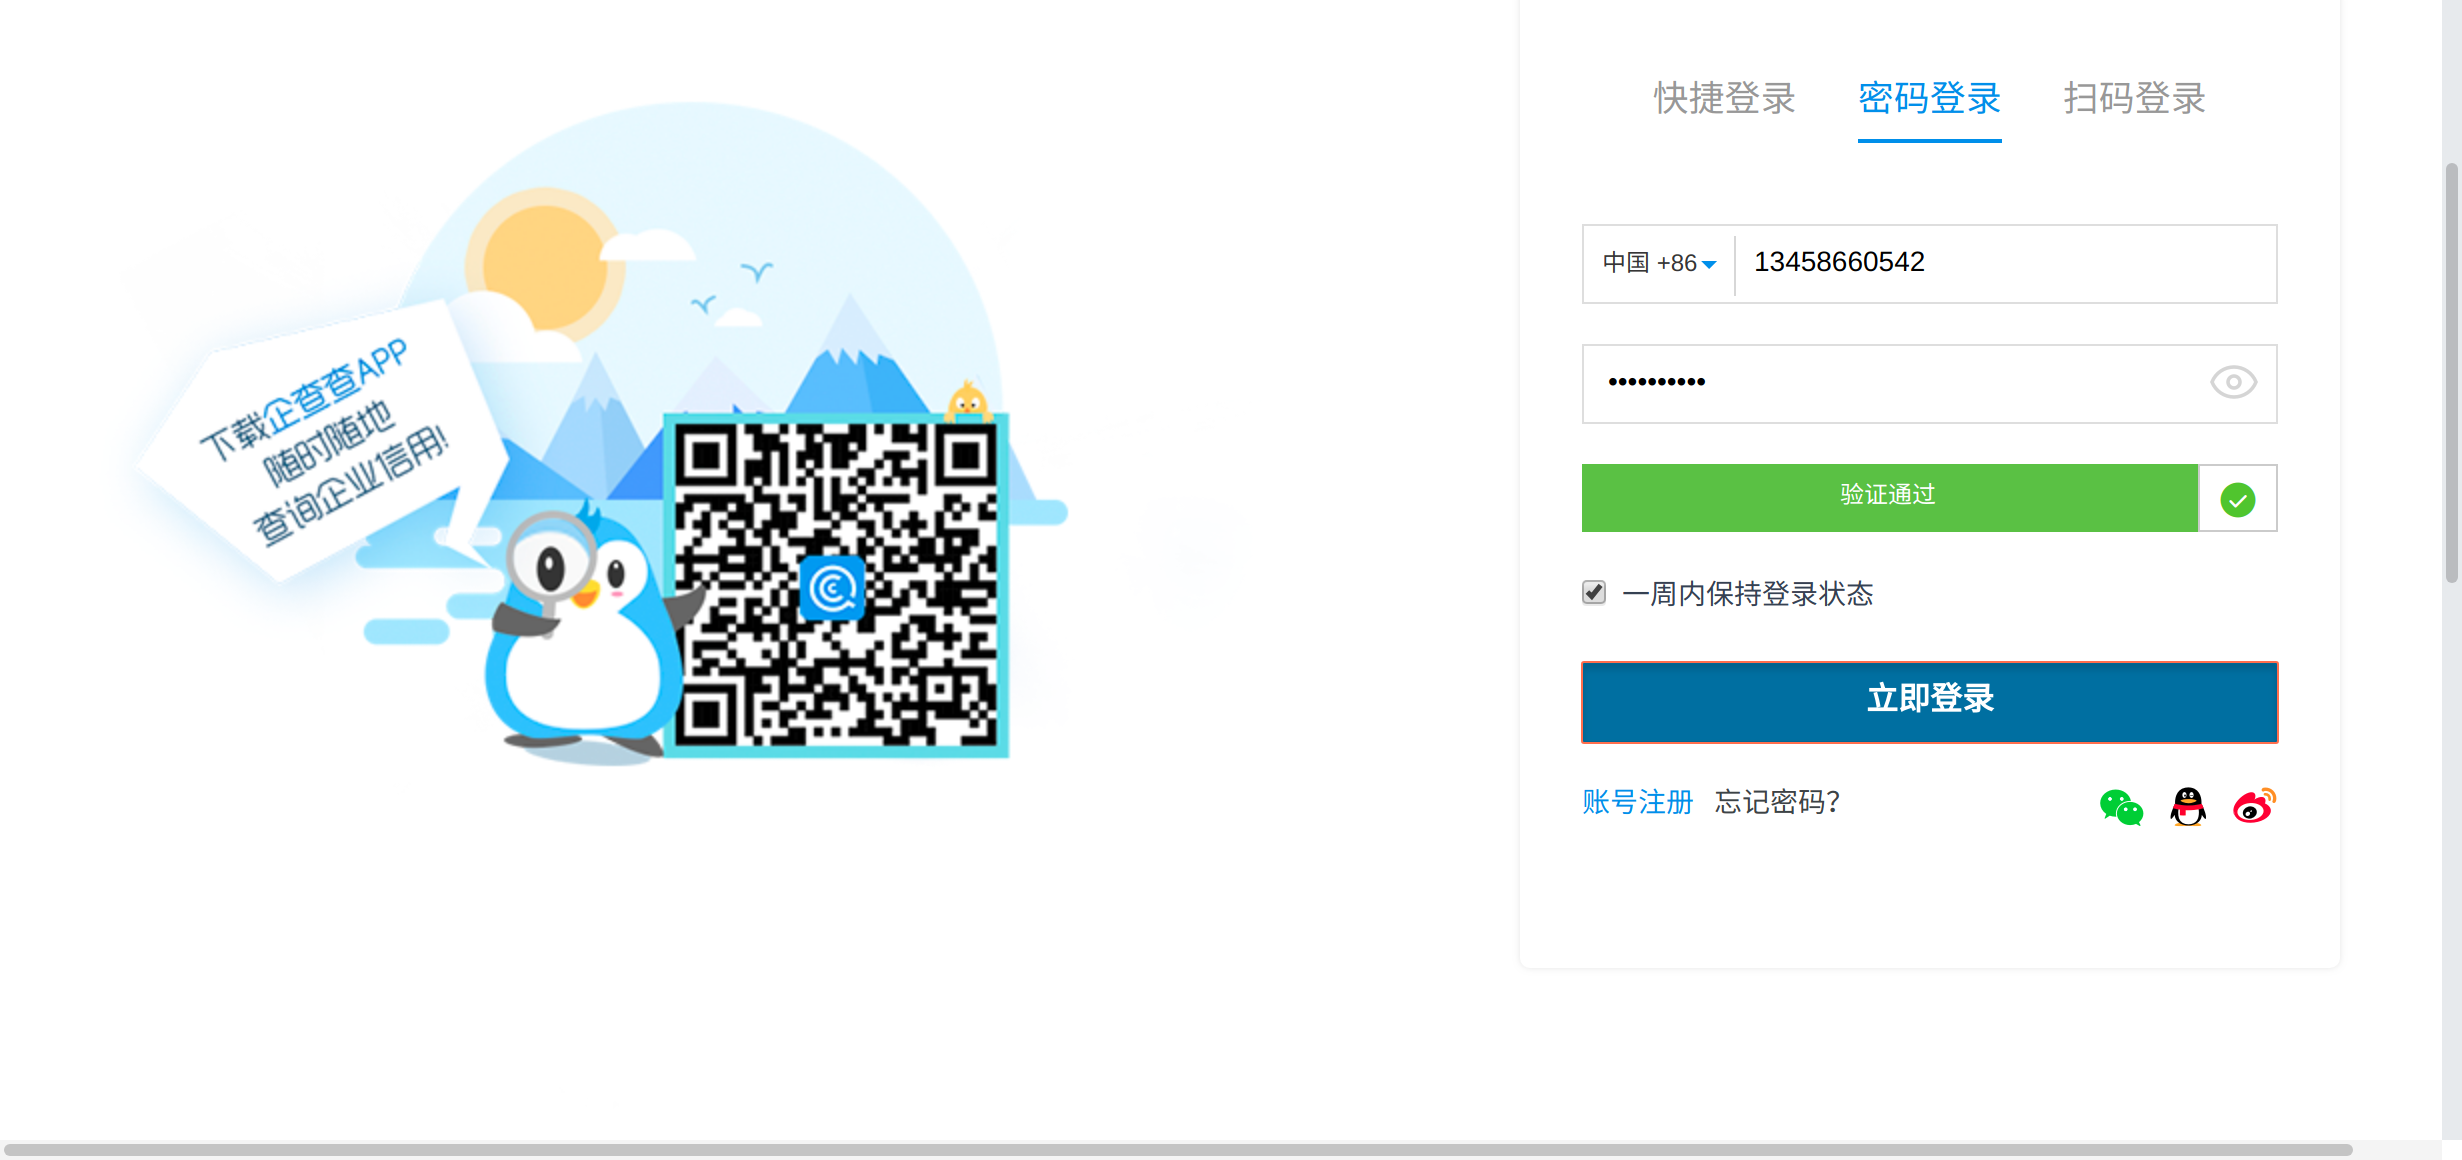 快捷登录 密码登录 扫码登录
中国 +86 13458660542
下载企查查APP
随时随地
查询企业信用!
验证通过
一周内保持登录状态
立即登录
账号注册 忘记密码?